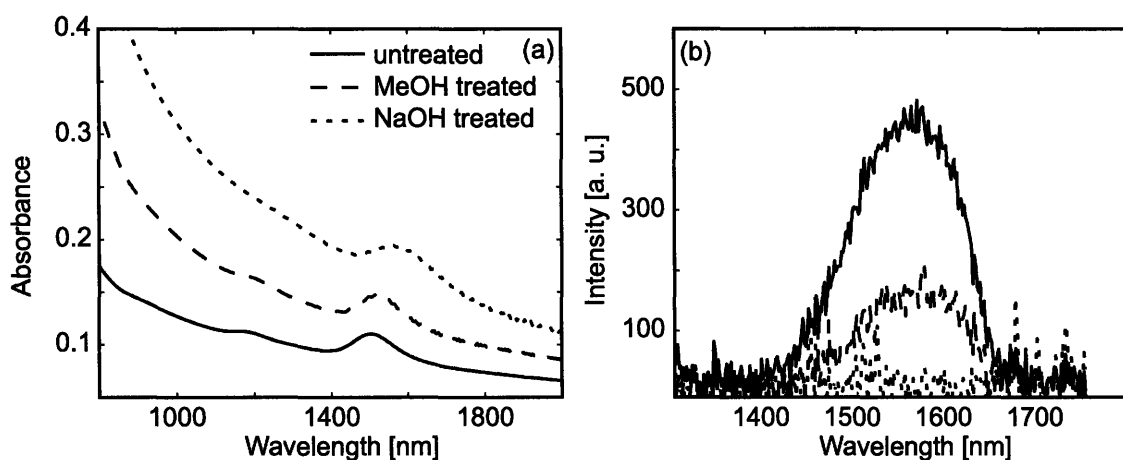 0.4
0.3
0.2
0.1
1000 1400 1800
Wavelength [nm]
Absorbance
(a)
untreated
MeOH treated
NaOH treated
(b)
500
300
100
1400 1500 1600 1700
Wavelength [nm]
Intensity [a. u.]